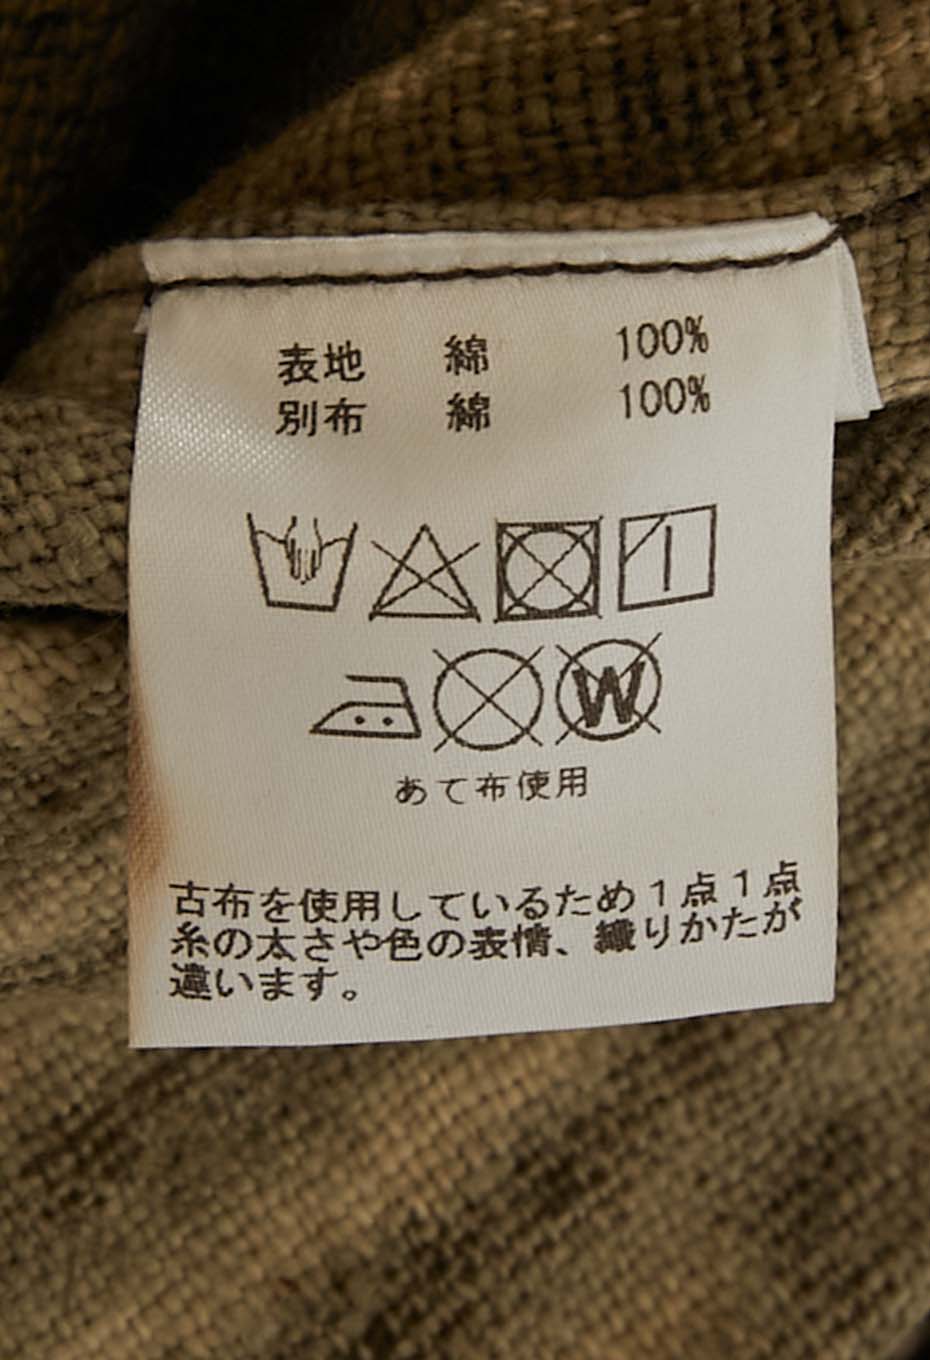 表地 綿 100%
別布 綿 100%
W
あて布使用
古布を使用しているため1点1点
糸の太さや色の表情、織りかたが
違います。